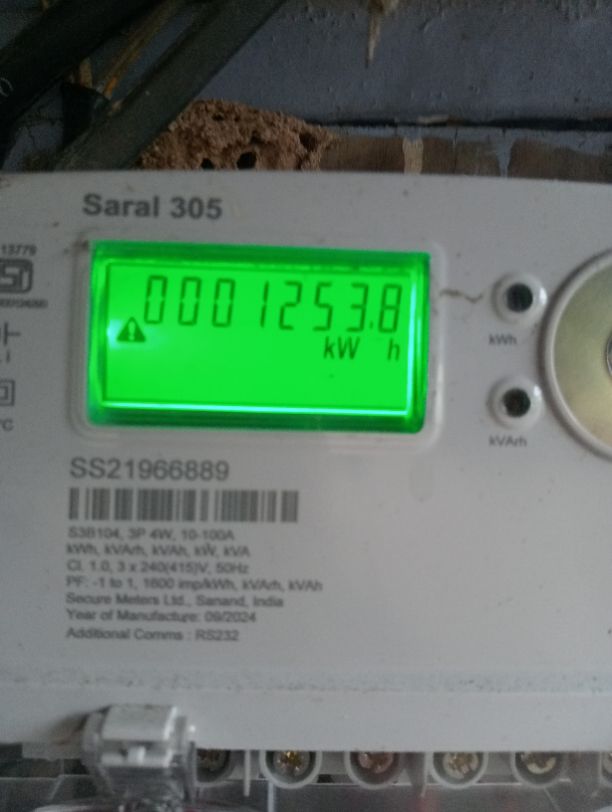 Saral 305
13779
0001253.8
kW h
kWh
kVArh
SS21966889
S3B104, 3P 4W, 10-100A
kWh, kVArh, kVAh, kW, kVA
Cl. 1.0, 3 x 240(415)V, 50Hz
PF: -1 to 1, 1600 imp/kWh, kVArh, kVAh
Secure Meters Ltd., Sanand, India
Year of Manufacture: 09/2024
Additional Comms : RS232